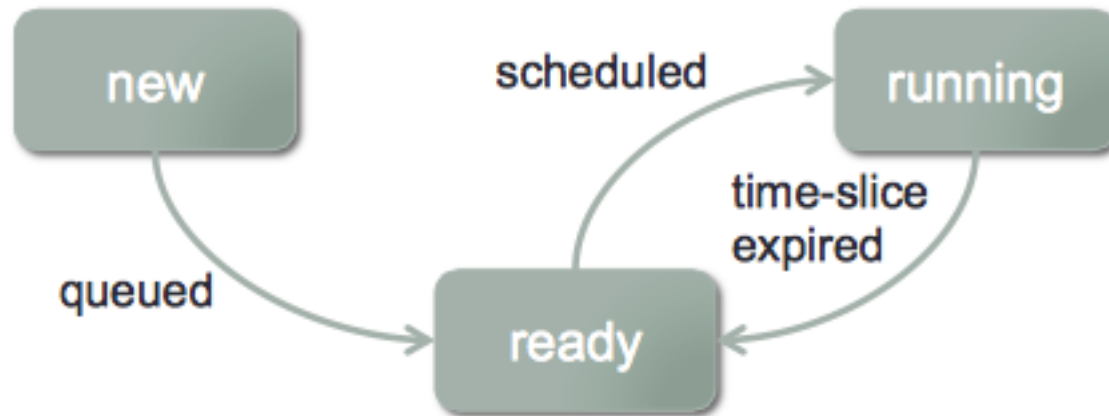 new
scheduled
running
time-slice
expired
queued
ready